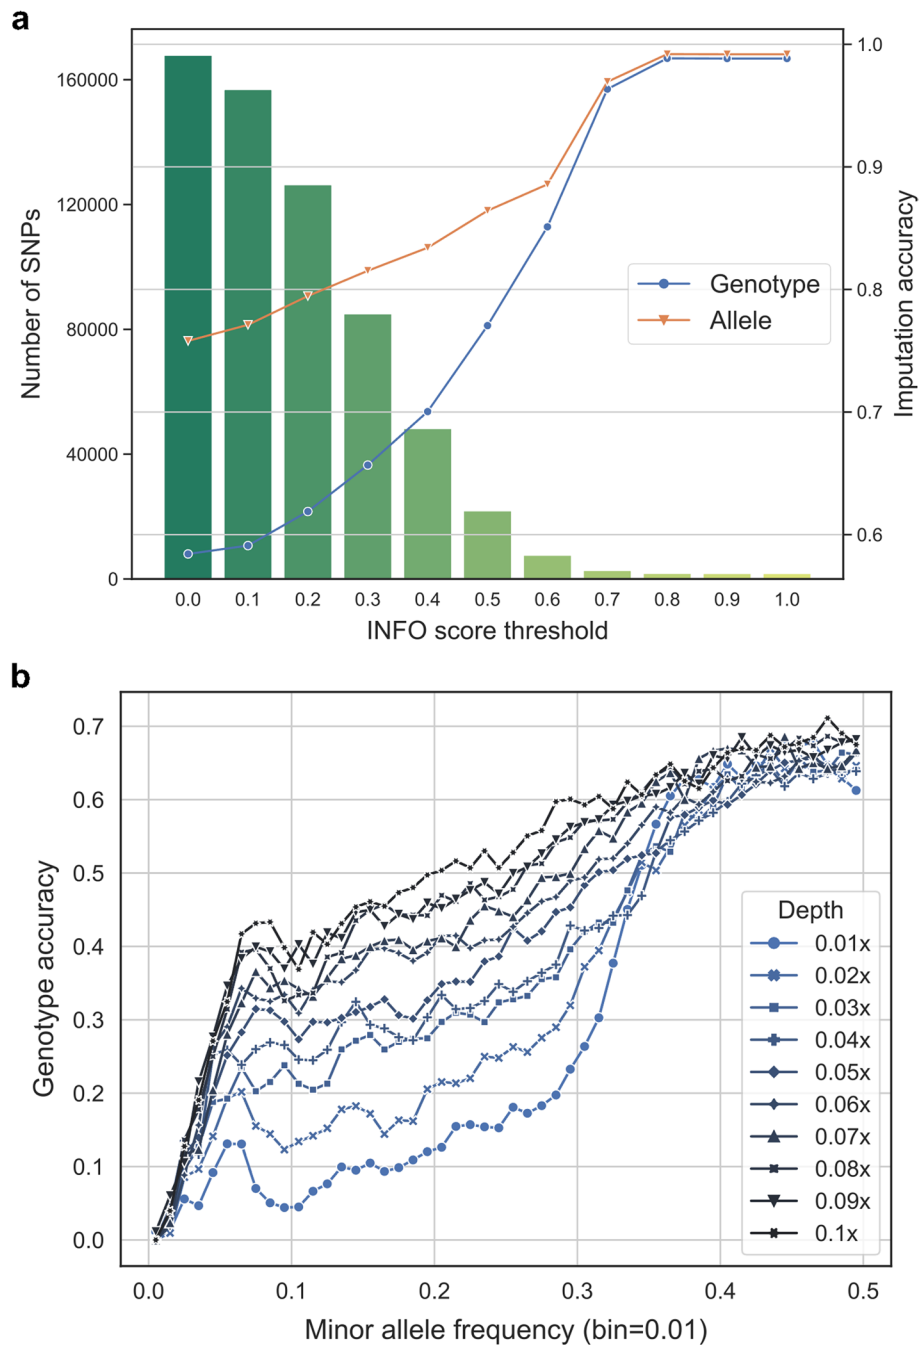 a
160000
120000
80000
40000
0
Number of SNPs
1.0
0.9
0.8
0.7
0.6
Imputation accuracy
Genotype
Allele
0.0 0.1 0.2 0.3 0.4 0.5 0.6 0.7 0.8 0.9 1.0
INFO score threshold
b
0.7
0.6
0.5
0.4
0.3
0.2
0.1
0.0
Genotype accuracy
Depth
0.01x
0.02x
0.03x
0.04x
0.05x
0.06x
0.07x
0.08x
0.09x
0.1x
0.0 0.1 0.2 0.3 0.4 0.5
Minor allele frequency (bin=0.01)